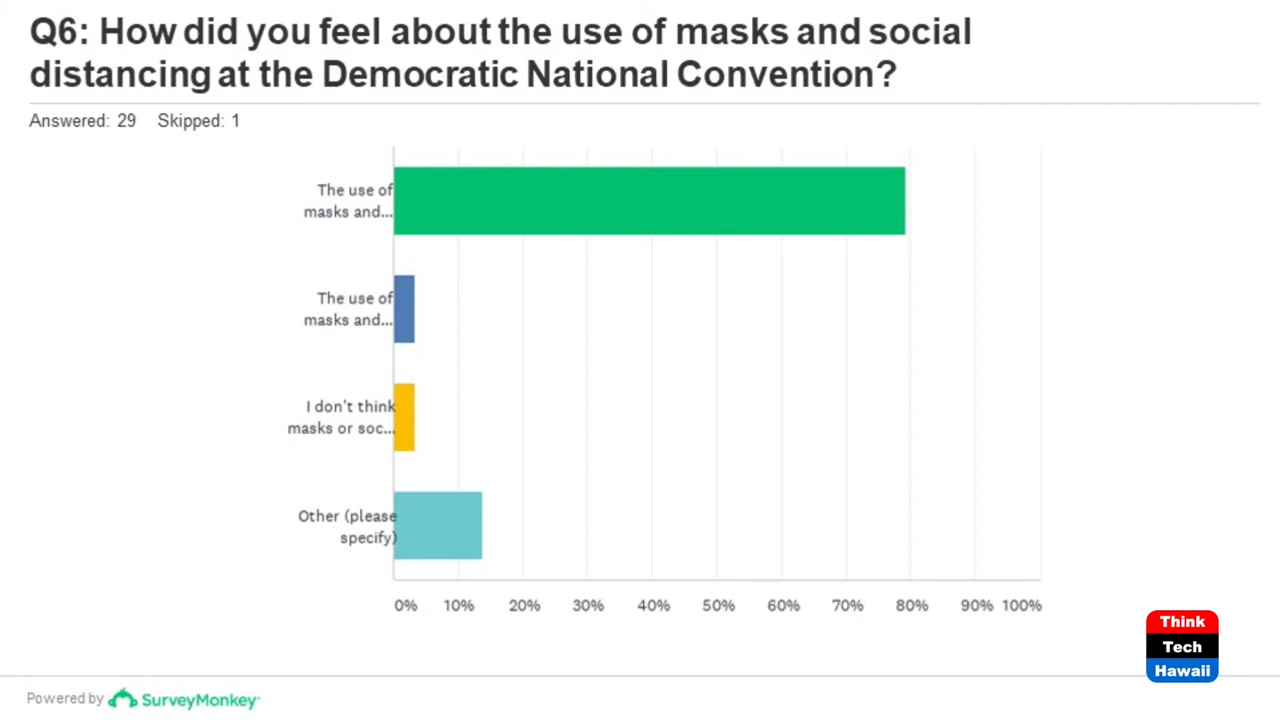 Q6: How did you feel about the use of masks and social
distancing at the Democratic National Convention?
Answered: 29 Skipped: 1
The use of
masks and...
The use of
masks and...
I don't think
masks or soc...
Other (please
specify)
0% 10% 20% 30% 40% 50% 60% 70% 80% 90% 100%
Think
Tech
Hawaii
Powered by SurveyMonkey